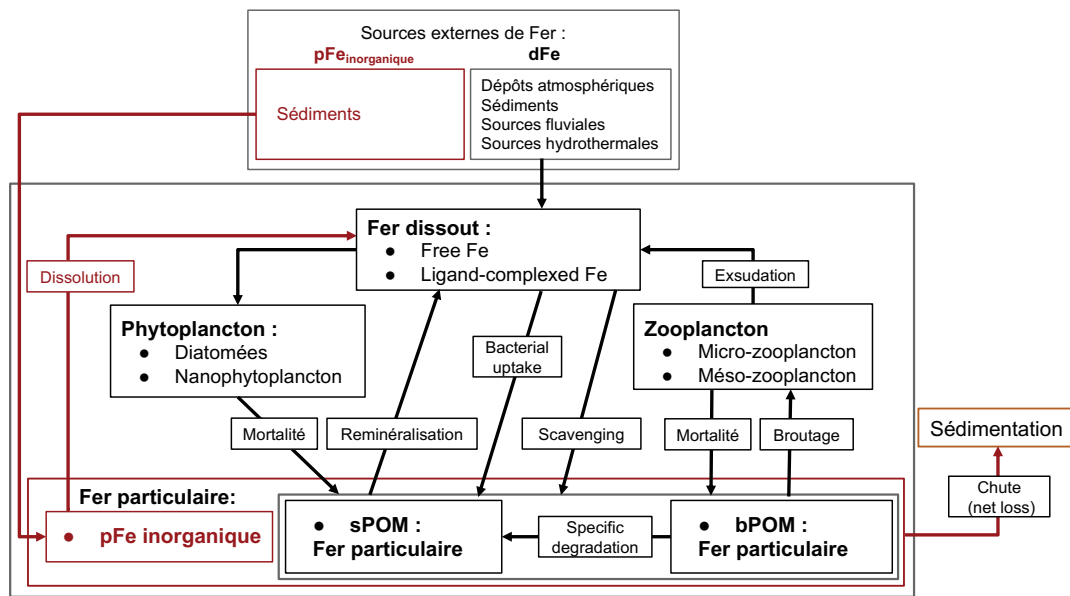 Sources externes de Fer :
pFeinorganique
dFe
Sédiments
Dépôts atmosphériques
Sédiments
Sources fluviales
Sources hydrothermales
Fer dissout :
● Free Fe
● Ligand-complexed Fe
Dissolution
Exsudation
Phytoplancton :
● Diatomées
● Nanophytoplancton
Bacterial
uptake
Zooplancton
● Micro-zooplancton
● Méso-zooplancton
Mortalité
Reminéralisation
Scavenging
Mortalité
Broutage
Sédimentation
Chute
(net loss)
Fer particulaire:
● pFe inorganique
● sPOM :
Fer particulaire
Specific
degradation
● bPOM :
Fer particulaire